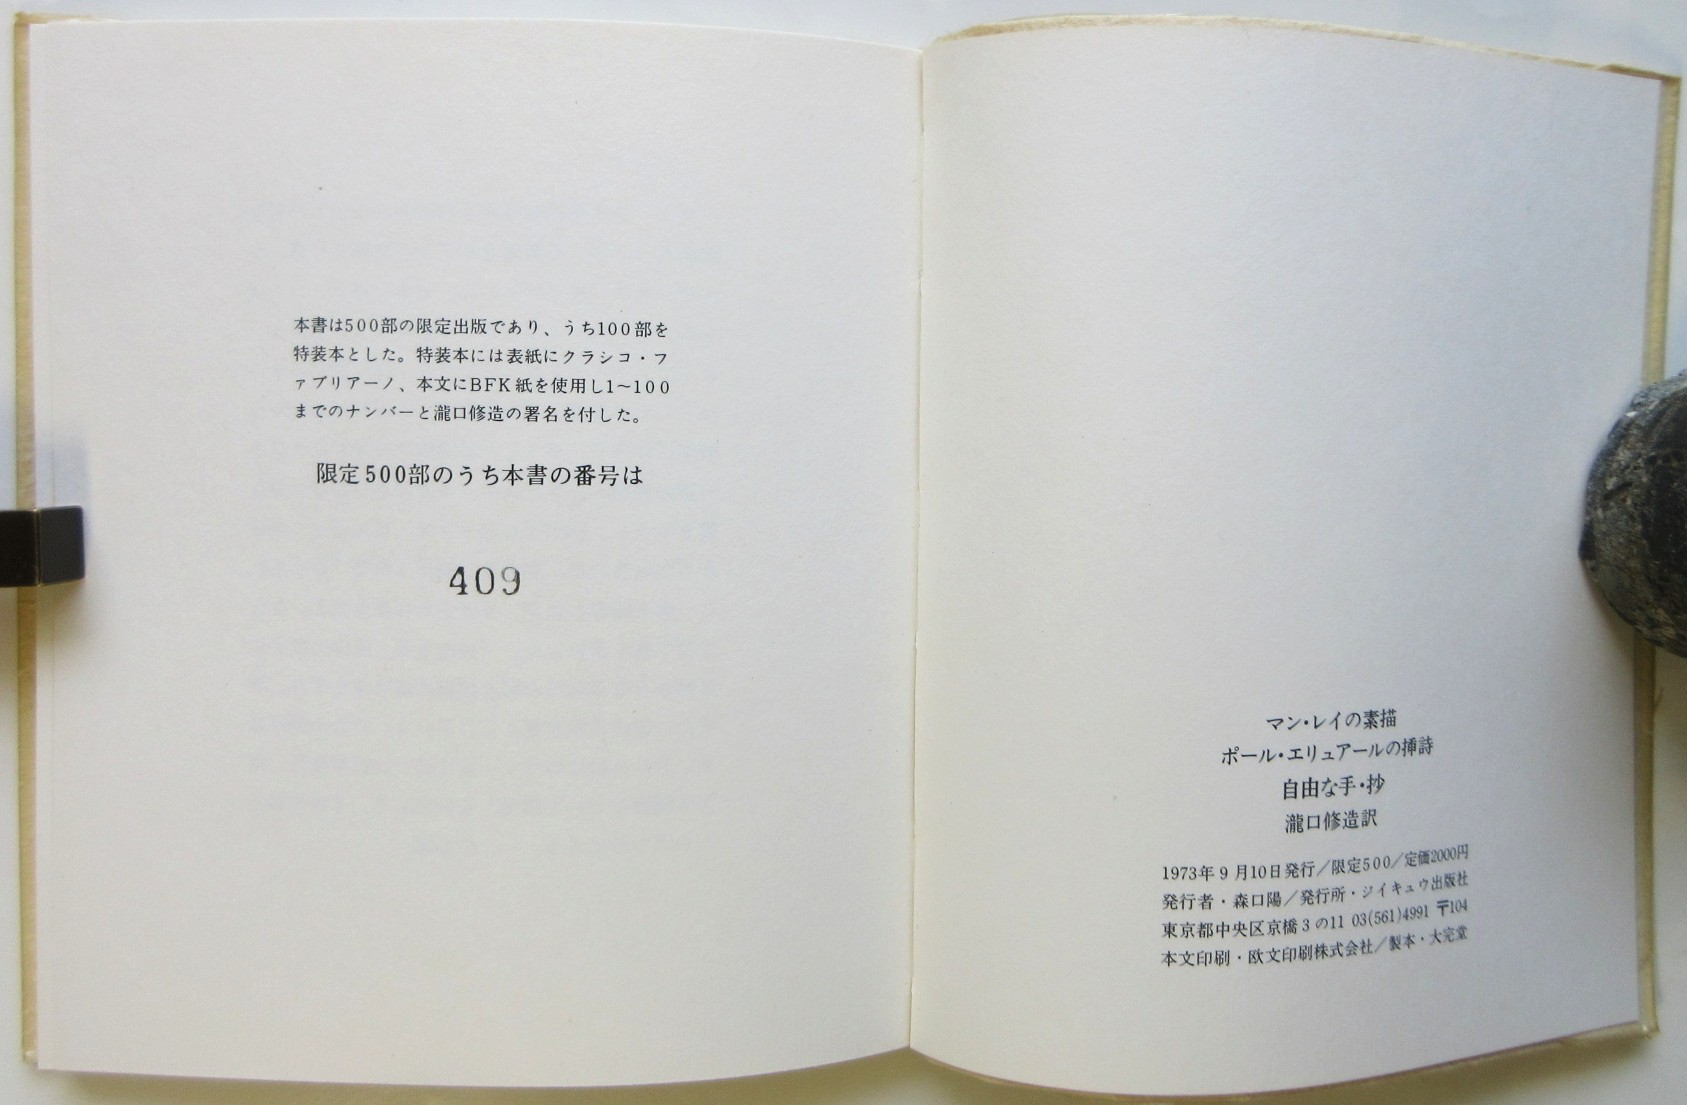 本書は500部の限定出版であり、うち100部を
特装本とした。特装本には表紙にクラシコ・フ
ァブリアーノ、本文にBFK紙を使用し1〜100
までのナンバーと瀧口修造の署名を付した。
限定500部のうち本書の番号は
409
マン・レイの素描
ポール・エリュアールの挿詩
自由な手・抄
瀧口修造訳
1973年9月10日発行／限定500／定価2000円
発行者・森口陽／発行所・ジイキュウ出版社
東京都中央区京橋3の11 03(561)4991 〒104
本文印刷・欧文印刷株式会社／製本・大完堂